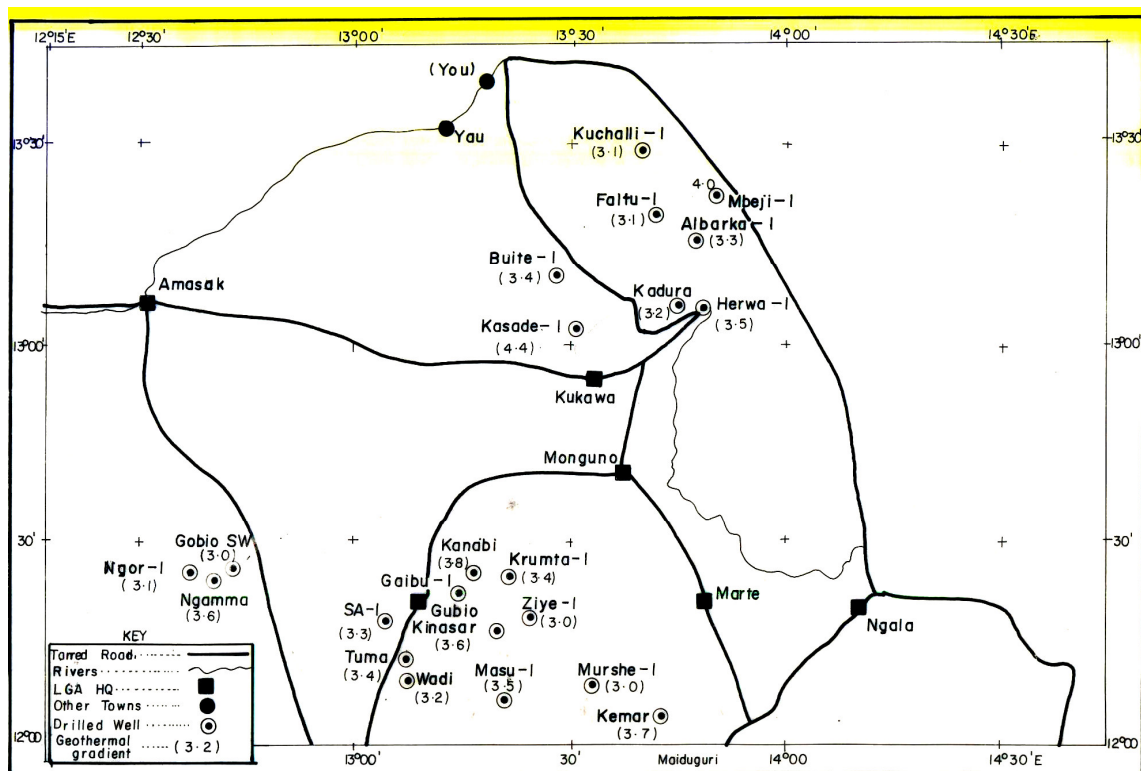 12°15'E
12°30'
13°00
13°30'
14°00
14°30'E
(You)
Yau
13°30'
13°30'
Kuchalli-1
(3.1)
4.0
Mbeji-1
Faltu-1
(3.1)
Albarka-1
(3.3)
Buite-1
(3.4)
Amasak
Kadura
(3.2)
Herwa-1
(3.5)
Kasade-1
(4.4)
13°00
13°00
Kukawa
Monguno
30'
30'
Gobio SW
(3.0)
Ngor-1
(3.1)
Ngamma
(3.6)
Kanabi
(3.8)
Krumta-1
(3.4)
Gaibu-1
Gubio
Kinasar
(3.6)
Ziye-1
(3.0)
Marte
Ngala
SA-1
(3.3)
Tuma
(3.4)
Wadi
(3.2)
Masu-1
(3.5)
Murshe-1
(3.0)
Kemar
(3.7)
KEY
Tarred Road
Rivers
LGA HQ
Other Towns
Drilled Well
Geothermal
gradient
(3.2)
12°00
12°00
13°00
30'
Maiduguri
14°00
14°30'E